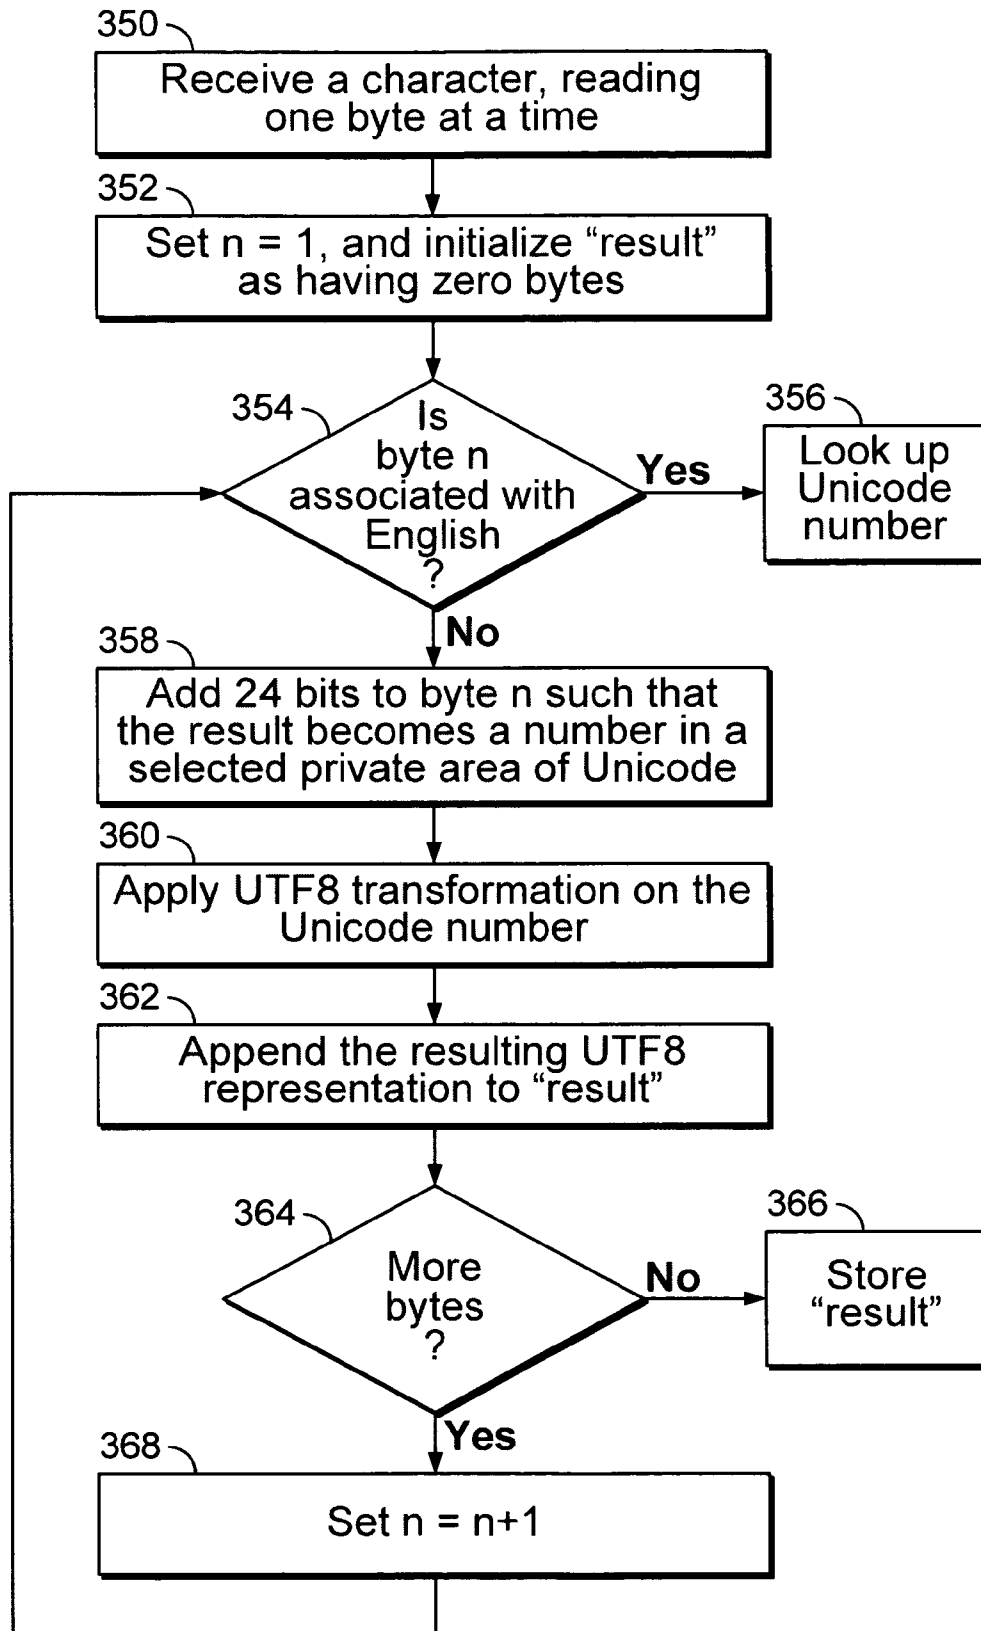 350
Receive a character, reading
one byte at a time
352
Set n = 1, and initialize “result”
as having zero bytes
354
Is
byte n
associated with
English
?
Yes
356
Look up
Unicode
number
No
358
Add 24 bits to byte n such that
the result becomes a number in a
selected private area of Unicode
360
Apply UTF8 transformation on the
Unicode number
362
Append the resulting UTF8
representation to “result”
364
More
bytes
?
No
366
Store
“result”
Yes
368
Set n = n+1